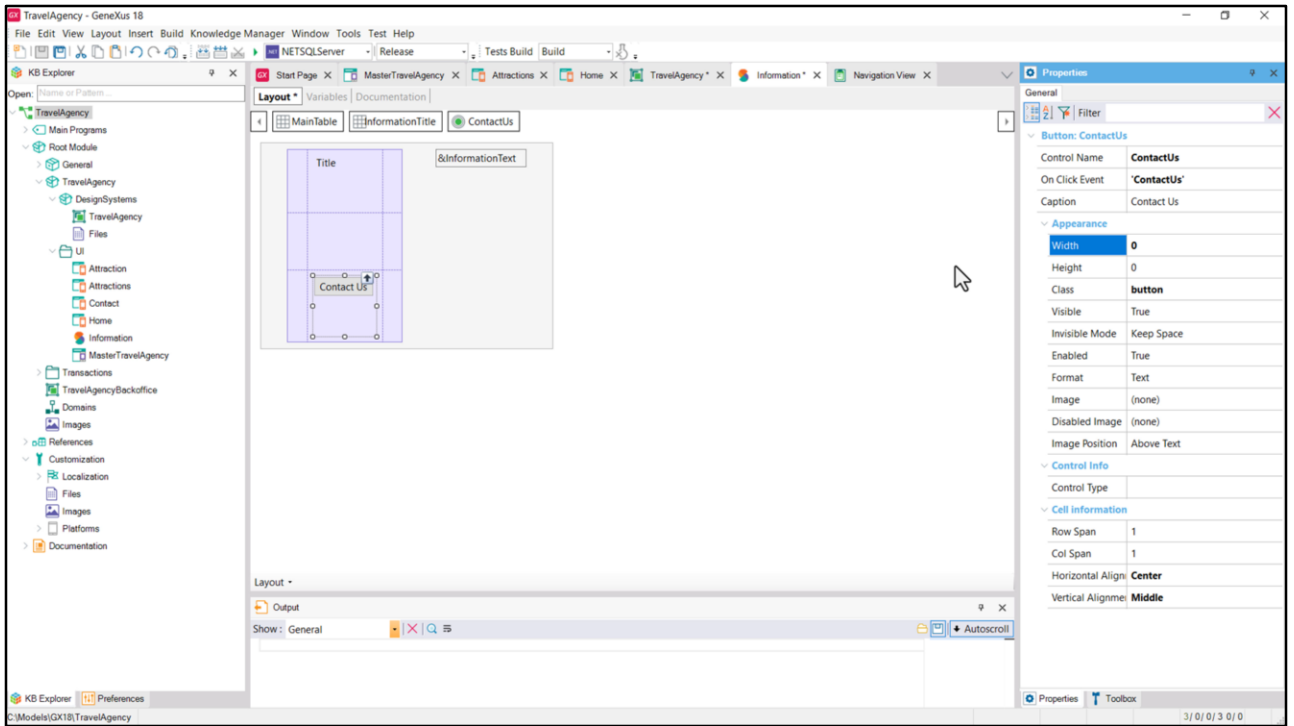 GX TravelAgency - GeneXus 18
File Edit View Layout Insert Build Knowledge Manager Window Tools Test Help
NET NETSQLServer Release Tests Build Build
KB Explorer
Open: Name or Pattern ...
TravelAgency
Main Programs
Root Module
General
TravelAgency
DesignSystems
TravelAgency
Files
UI
Attraction
Attractions
Contact
Home
Information
MasterTravelAgency
Transactions
TravelAgencyBackoffice
Domains
Images
References
Customization
Localization
Files
Images
Platforms
Documentation
KB Explorer Preferences
C:\Models\GX18\TravelAgency
GX Start Page X MasterTravelAgency X Attractions X Home X TravelAgency * X Information * X Navigation View X
Layout * Variables Documentation
MainTable InformationTitle ContactUs
Title &InformationText
Contact Us
Layout
Output
Show: General Autoscroll
Properties
General
Filter
Button: ContactUs
Control Name ContactUs
On Click Event 'ContactUs'
Caption Contact Us
Appearance
Width 0
Height 0
Class button
Visible True
Invisible Mode Keep Space
Enabled True
Format Text
Image (none)
Disabled Image (none)
Image Position Above Text
Control Info
Control Type
Cell information
Row Span 1
Col Span 1
Horizontal Align Center
Vertical Alignme Middle
Properties Toolbox
3/ 0/ 0/ 3 0/ 0